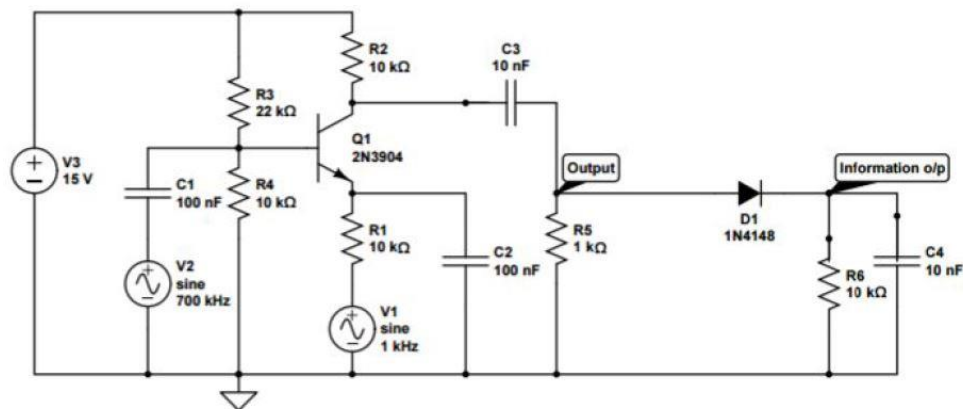 V3
15 V
C1
100 nF
V2
sine
700 kHz
R3
22 kΩ
R4
10 kΩ
R2
10 kΩ
Q1
2N3904
R1
10 kΩ
V1
sine
1 kHz
C2
100 nF
C3
10 nF
Output
R5
1 kΩ
D1
1N4148
Information o/p
R6
10 kΩ
C4
10 nF